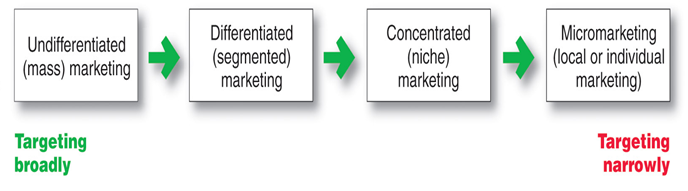 Undifferentiated
(mass) marketing
Differentiated
(segmented)
marketing
Concentrated
(niche)
marketing
Micromarketing
(local or individual
marketing)
Targeting
broadly
Targeting
narrowly